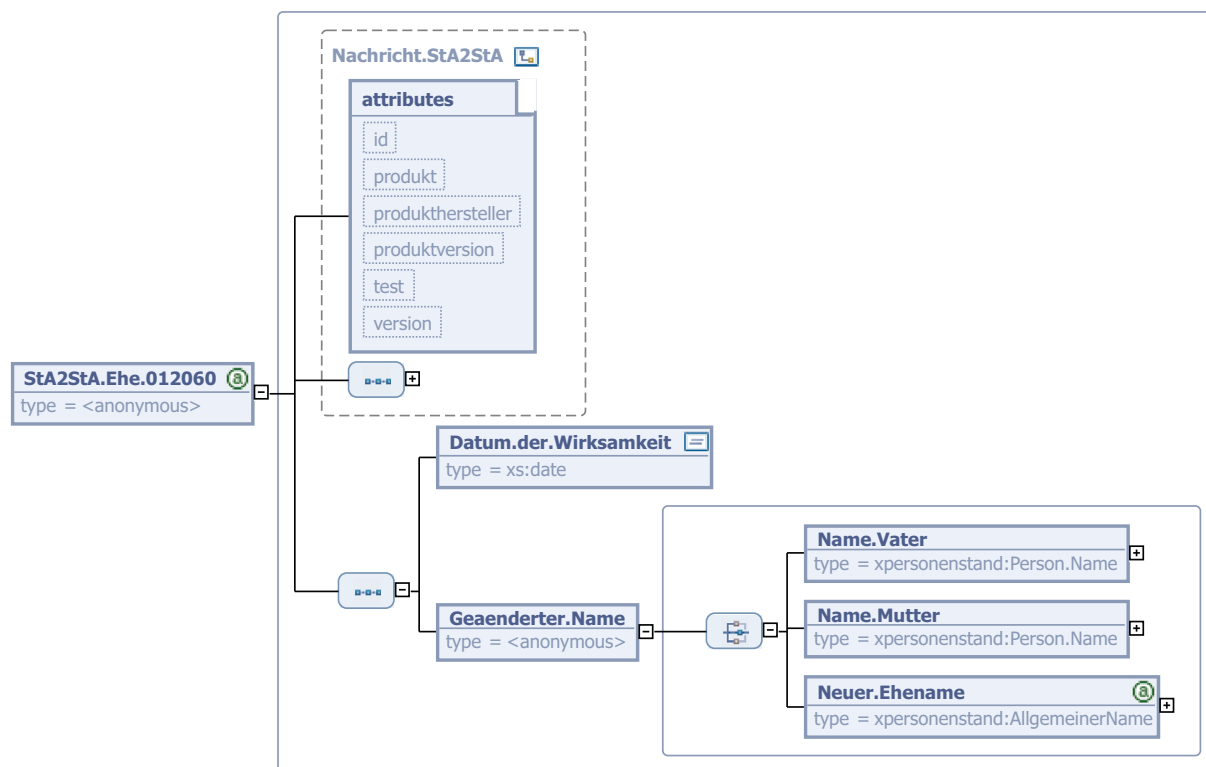 Nachricht.StA2StA
attributes
id
produkt
produkthersteller
produktversion
test
version
StA2StA.Ehe.012060
type = <anonymous>
Datum.der.Wirksamkeit
type = xs:date
Geaenderter.Name
type = <anonymous>
Name.Vater
type = xpersonenstand:Person.Name
Name.Mutter
type = xpersonenstand:Person.Name
Neuer.Ehename
type = xpersonenstand:AllgemeinerName